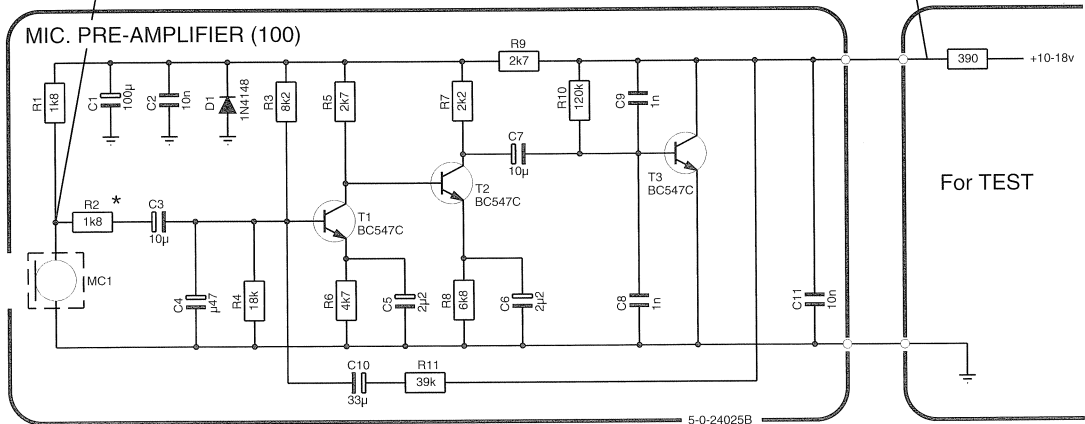 MIC. PRE-AMPLIFIER (100)
R1
1k8
C1
100µ
C2
10n
D1
1N4148
R3
8k2
R5
2k7
R7
2k2
R9
2k7
R10
120k
C9
1n
390
+10-18v
C7
10µ
T3
BC547C
T2
BC547C
For TEST
R2
1k8
*
C3
10µ
T1
BC547C
MC1
C4
µ47
R4
18k
R6
4k7
C5
2µ2
R8
6k8
C6
2µ2
C8
1n
C11
10n
C10
33µ
R11
39k
5-0-24025B